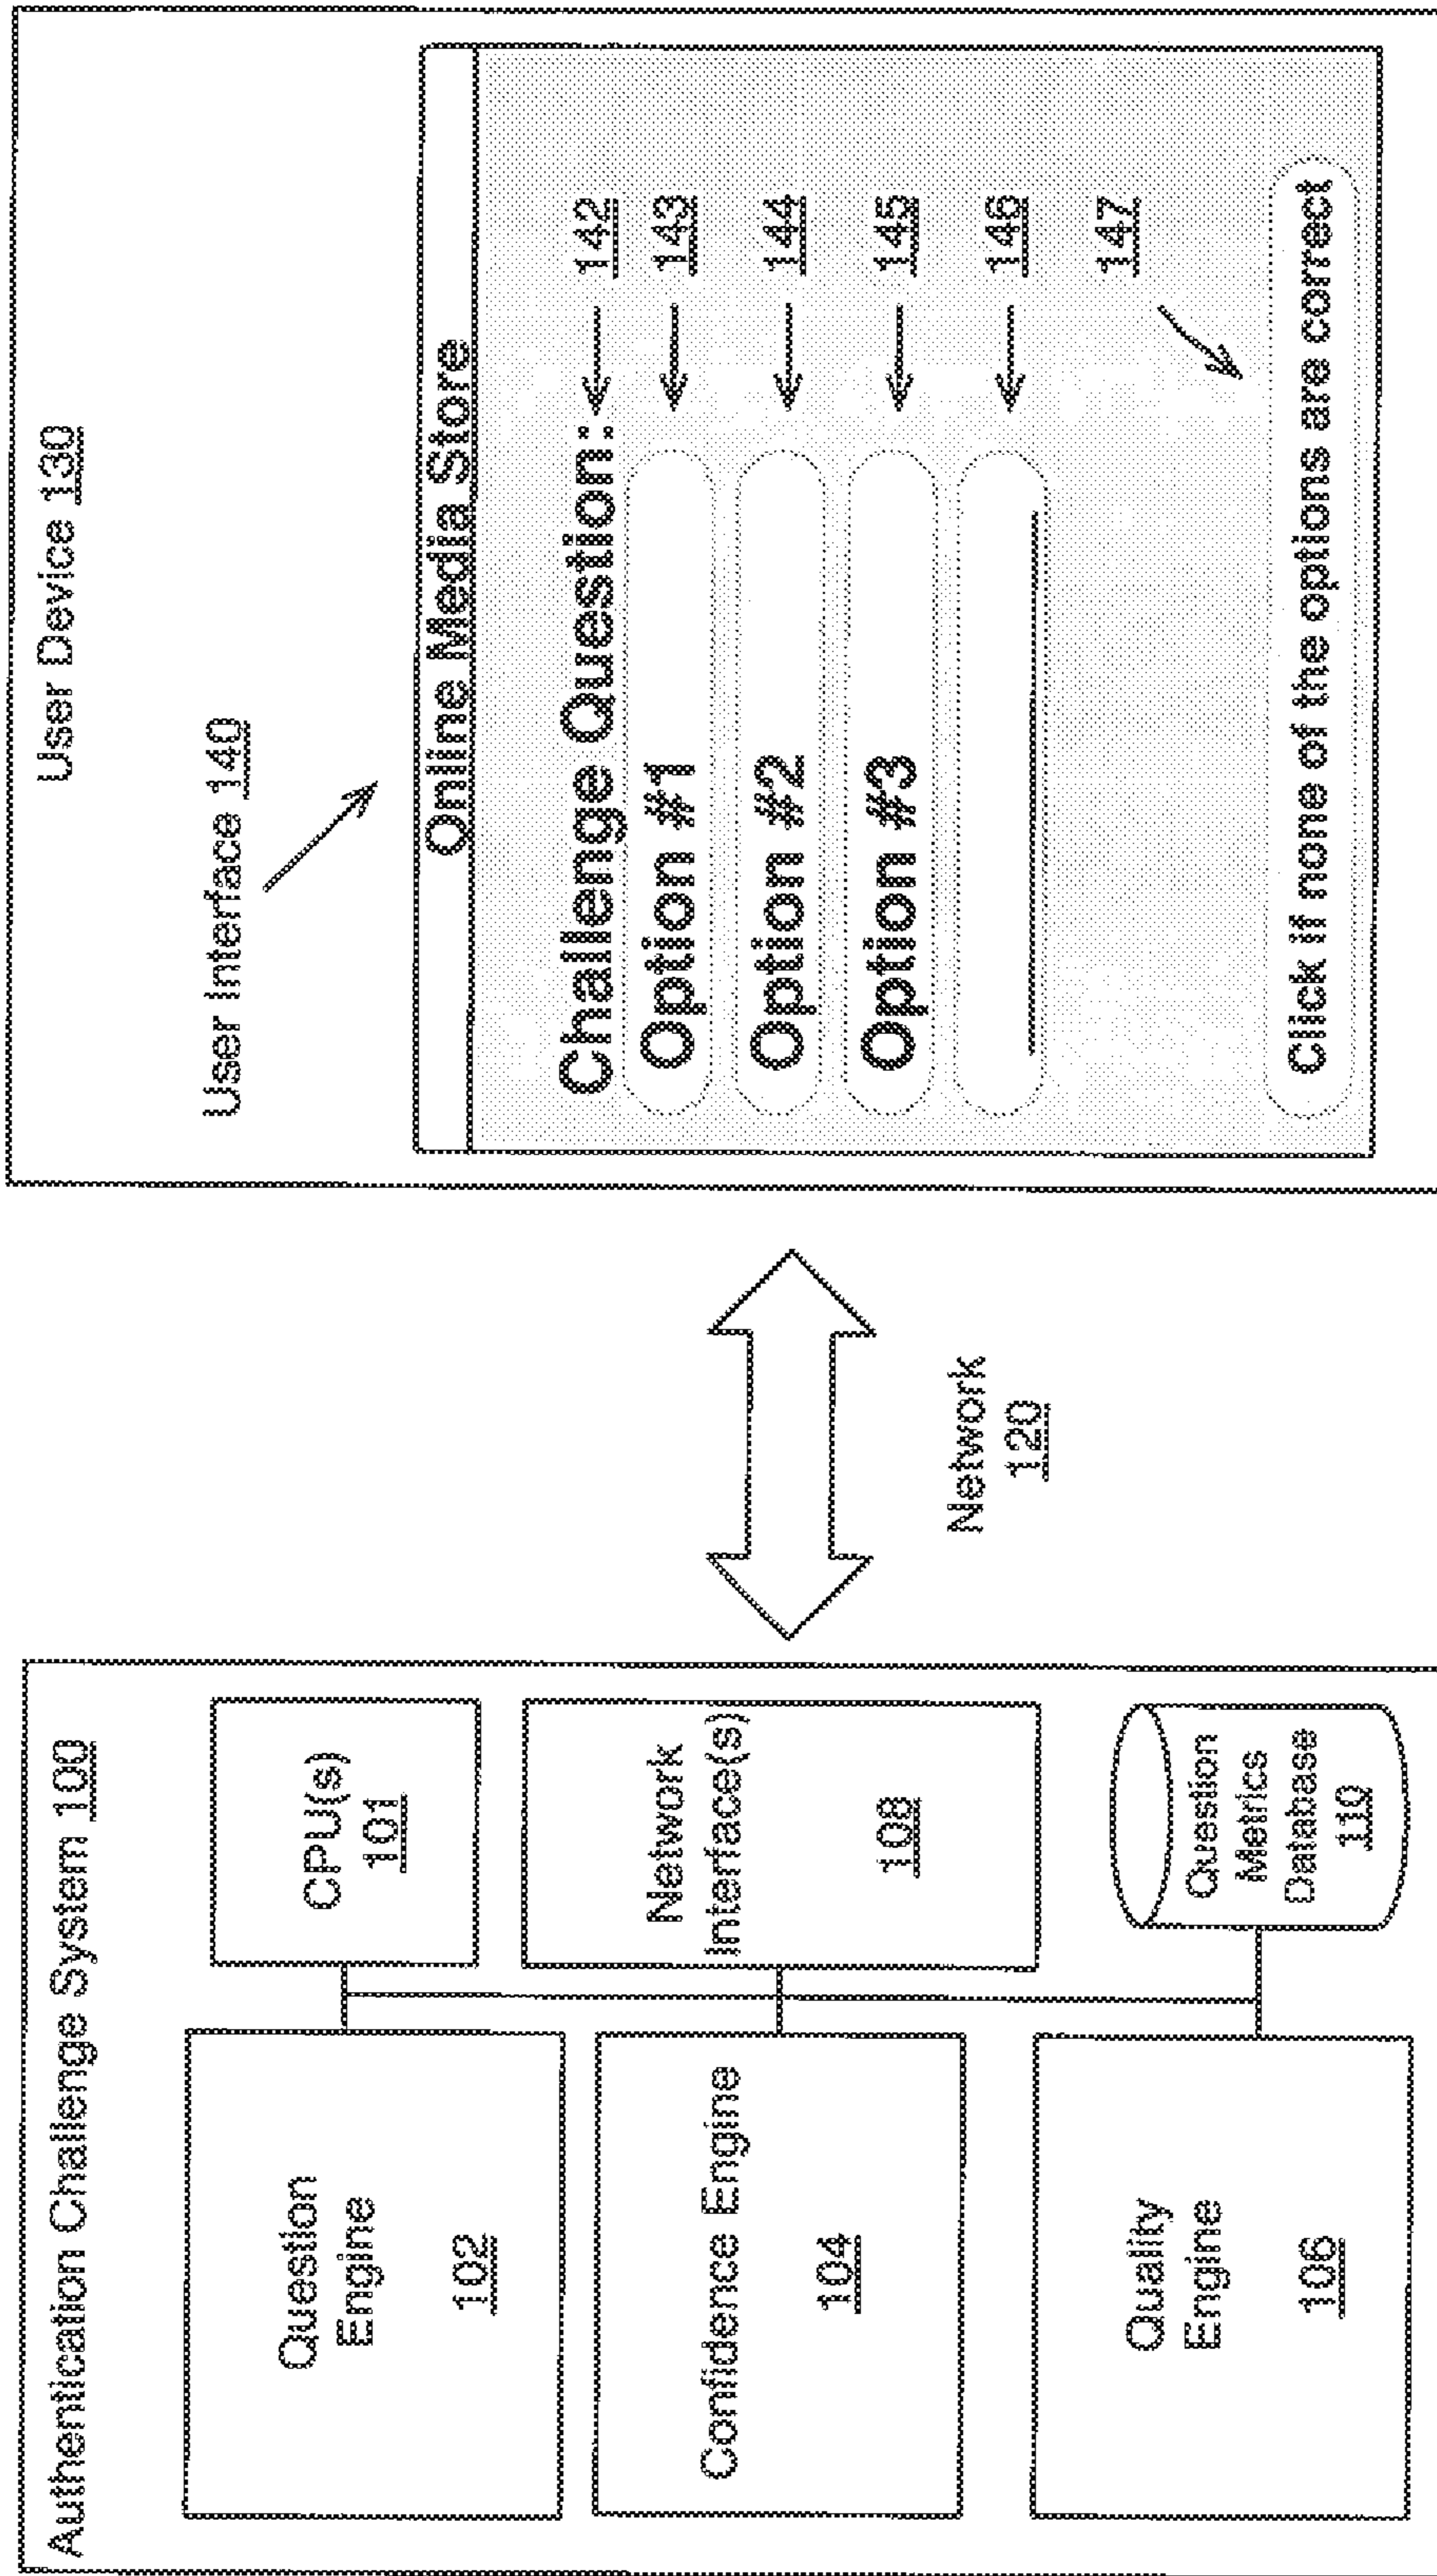 Authentication Challenge System 100
Question
Engine
102
CPU(s)
101
Confidence Engine
104
Network
Interface(s)
108
Quality
Engine
106
Question
Metrics
Database
110
Network
120
User Device 130
User Interface 140
Online Media Store
Challenge Question:
142
Option #1
143
Option #2
144
Option #3
145
146
147
Click if none of the options are correct